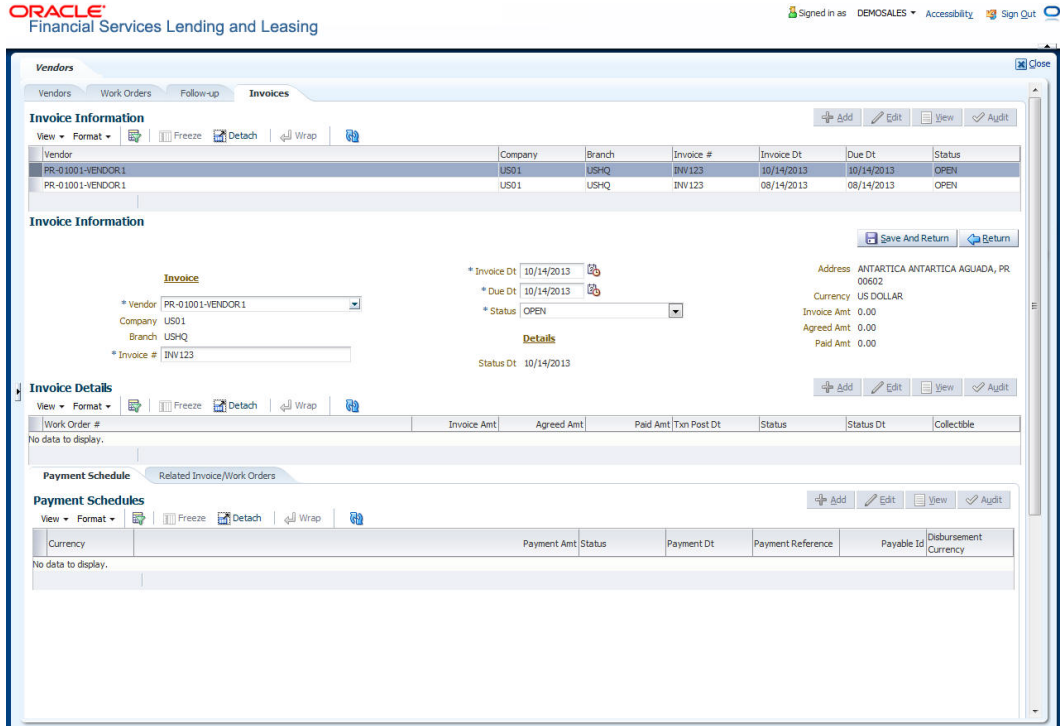 ORACLE'
Financial Services Lending and Leasing
Signed in as DEMOSALES Accessibility Sign Out
Vendors
Close
Vendors Work Orders Follow-up Invoices
Invoice Information
Add Edit View Audit
View Format Freeze Detach Wrap
Vendor Company Branch Invoice # Invoice Dt Due Dt Status
PR-01001-VENDOR1 US01 USHQ INV123 10/14/2013 10/14/2013 OPEN
PR-01001-VENDOR1 US01 USHQ INV123 08/14/2013 08/14/2013 OPEN
Invoice Information
Save And Return Return
Invoice
* Vendor PR-01001-VENDOR1
Company US01
Branch USHQ
* Invoice # INV123
* Invoice Dt 10/14/2013
* Due Dt 10/14/2013
* Status OPEN
Details
Status Dt 10/14/2013
Address ANTARTICA ANTARTICA AGUADA, PR
00602
Currency US DOLLAR
Invoice Amt 0.00
Agreed Amt 0.00
Paid Amt 0.00
Invoice Details
Add Edit View Audit
View Format Freeze Detach Wrap
Work Order # Invoice Amt Agreed Amt Paid Amt Txn Post Dt Status Status Dt Collectible
No data to display.
Payment Schedule Related Invoice/Work Orders
Payment Schedules
Add Edit View Audit
View Format Freeze Detach Wrap
Currency Payment Amt Status Payment Dt Payment Reference Payable Id Disbursement
Currency
No data to display.